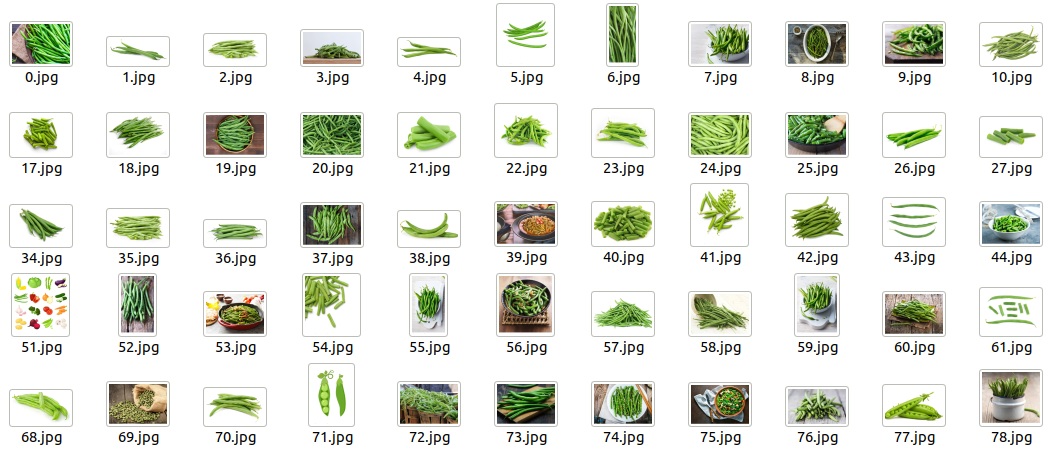 0.jpg 1.jpg 2.jpg 3.jpg 4.jpg 5.jpg 6.jpg 7.jpg 8.jpg 9.jpg 10.jpg
17.jpg 18.jpg 19.jpg 20.jpg 21.jpg 22.jpg 23.jpg 24.jpg 25.jpg 26.jpg 27.jpg
34.jpg 35.jpg 36.jpg 37.jpg 38.jpg 39.jpg 40.jpg 41.jpg 42.jpg 43.jpg 44.jpg
51.jpg 52.jpg 53.jpg 54.jpg 55.jpg 56.jpg 57.jpg 58.jpg 59.jpg 60.jpg 61.jpg
68.jpg 69.jpg 70.jpg 71.jpg 72.jpg 73.jpg 74.jpg 75.jpg 76.jpg 77.jpg 78.jpg